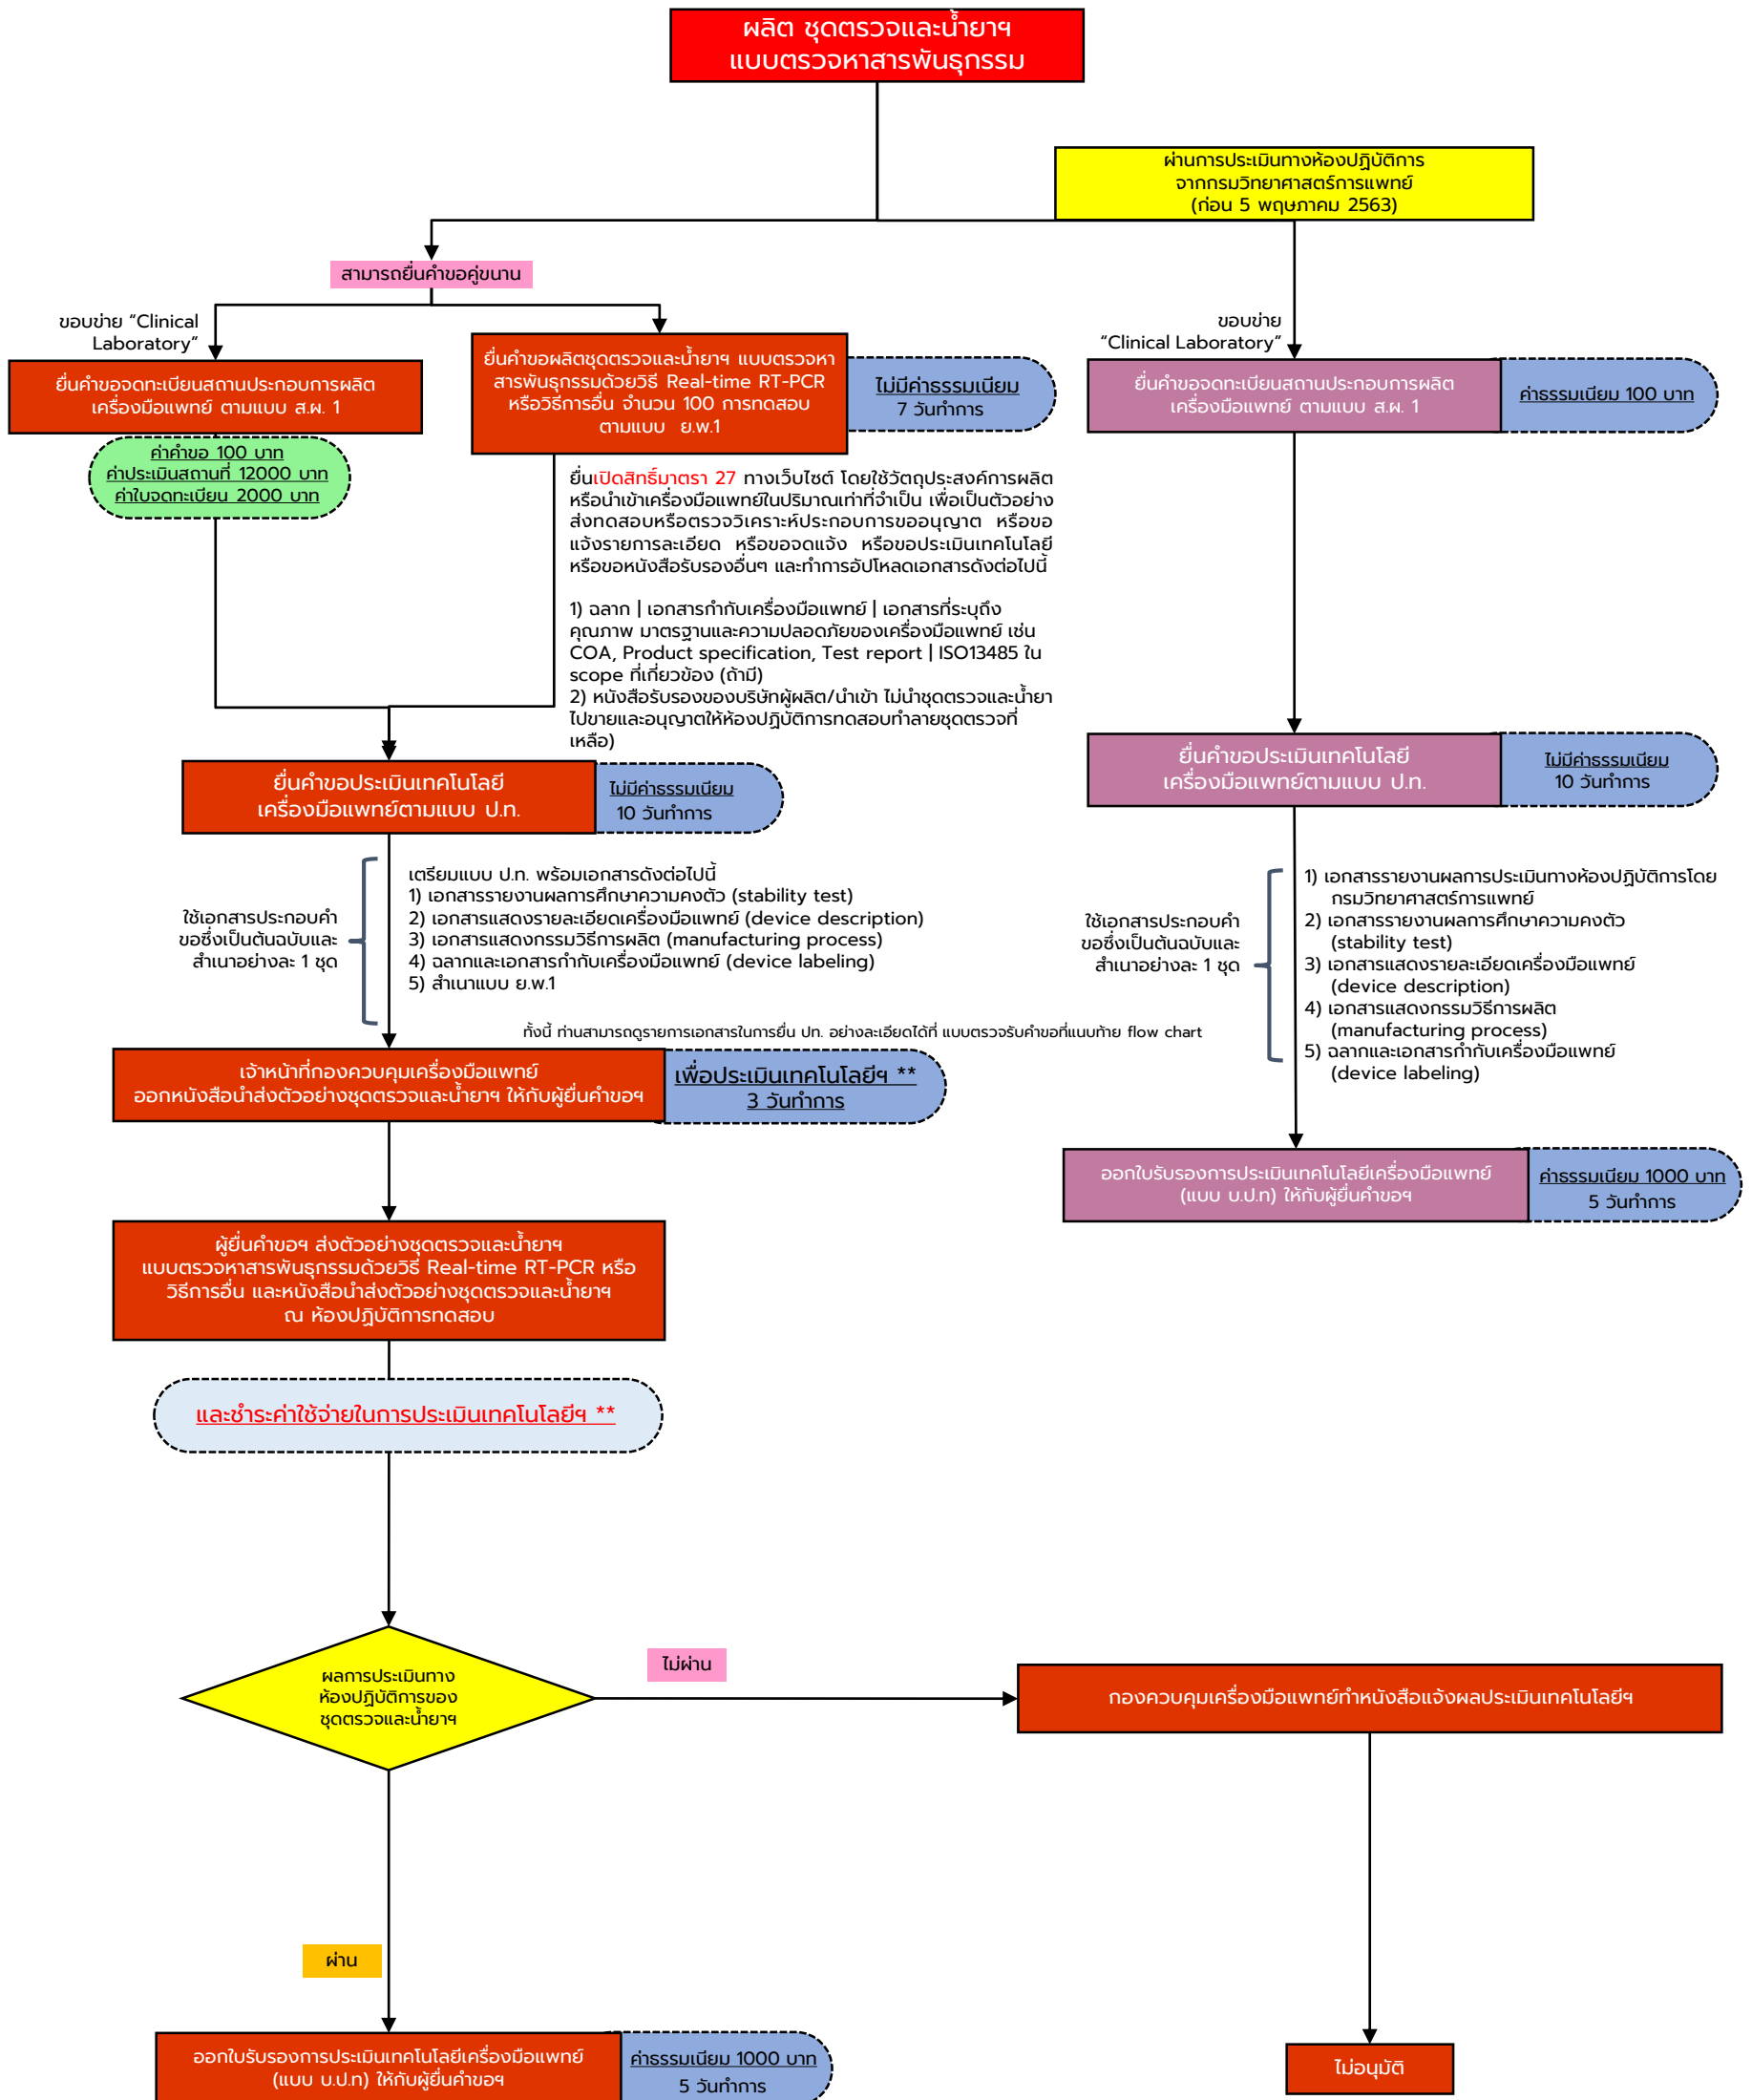 ผลิต ชุดตรวจและน้ำยาฯ
แบบตรวจหาสารพันธุกรรม
ผ่านการประเมินทางห้องปฏิบัติการ
จากกรมวิทยาศาสตร์การแพทย์
(ก่อน 5 พฤษภาคม 2563)
สามารถยื่นคำขอคู่ขนาน
ขอบข่าย “Clinical
Laboratory”
ยื่นคำขอจดทะเบียนสถานประกอบการผลิต
เครื่องมือแพทย์ ตามแบบ ส.ผ. 1
ค่าคำขอ 100 บาท
ค่าประเมินสถานที่ 12000 บาท
ค่าใบจดทะเบียน 2000 บาท
ยื่นคำขอผลิตชุดตรวจและน้ำยาฯ แบบตรวจหา
สารพันธุกรรมด้วยวิธี Real-time RT-PCR
หรือวิธีการอื่น จำนวน 100 การทดสอบ
ตามแบบ ย.พ.1
ไม่มีค่าธรรมเนียม
7 วันทำการ
ขอบข่าย
“Clinical Laboratory”
ยื่นคำขอจดทะเบียนสถานประกอบการผลิต
เครื่องมือแพทย์ ตามแบบ ส.ผ. 1
ค่าธรรมเนียม 100 บาท
ยื่นเปิดสิทธิ์มาตรา 27 ทางเว็บไซต์ โดยใช้วัตถุประสงค์การผลิต
หรือนำเข้าเครื่องมือแพทย์ในปริมาณเท่าที่จำเป็น เพื่อเป็นตัวอย่าง
ส่งทดสอบหรือตรวจวิเคราะห์ประกอบการขออนุญาต หรือขอ
แจ้งรายการละเอียด หรือขอจดแจ้ง หรือขอประเมินเทคโนโลยี
หรือขอหนังสือรับรองอื่นๆ และทำการอัปโหลดเอกสารดังต่อไปนี้
1) ฉลาก | เอกสารกำกับเครื่องมือแพทย์ | เอกสารที่ระบุถึง
คุณภาพ มาตรฐานและความปลอดภัยของเครื่องมือแพทย์ เช่น
COA, Product specification, Test report | ISO13485 ใน
scope ที่เกี่ยวข้อง (ถ้ามี)
2) หนังสือรับรองของบริษัทผู้ผลิต/นำเข้า ไม่นำชุดตรวจและน้ำยา
ไปขายและอนุญาตให้ห้องปฏิบัติการทดสอบทำลายชุดตรวจที่
เหลือ)
ยื่นคำขอประเมินเทคโนโลยี
เครื่องมือแพทย์ตามแบบ ป.ท.
ไม่มีค่าธรรมเนียม
10 วันทำการ
ยื่นคำขอประเมินเทคโนโลยี
เครื่องมือแพทย์ตามแบบ ป.ท.
ไม่มีค่าธรรมเนียม
10 วันทำการ
ใช้เอกสารประกอบคำ
ขอซึ่งเป็นต้นฉบับและ
สำเนาอย่างละ 1 ชุด
เตรียมแบบ ป.ท. พร้อมเอกสารดังต่อไปนี้
1) เอกสารรายงานผลการศึกษาความคงตัว (stability test)
2) เอกสารแสดงรายละเอียดเครื่องมือแพทย์ (device description)
3) เอกสารแสดงกรรมวิธีการผลิต (manufacturing process)
4) ฉลากและเอกสารกำกับเครื่องมือแพทย์ (device labeling)
5) สำเนาแบบ ย.พ.1
ใช้เอกสารประกอบคำ
ขอซึ่งเป็นต้นฉบับและ
สำเนาอย่างละ 1 ชุด
1) เอกสารรายงานผลการประเมินทางห้องปฏิบัติการโดย
กรมวิทยาศาสตร์การแพทย์
2) เอกสารรายงานผลการศึกษาความคงตัว
(stability test)
3) เอกสารแสดงรายละเอียดเครื่องมือแพทย์
(device description)
4) เอกสารแสดงกรรมวิธีการผลิต
(manufacturing process)
5) ฉลากและเอกสารกำกับเครื่องมือแพทย์
(device labeling)
ทั้งนี้ ท่านสามารถดูรายการเอกสารในการยื่น ปท. อย่างละเอียดได้ที่ แบบตรวจรับคำขอที่แนบท้าย flow chart
เจ้าหน้าที่กองควบคุมเครื่องมือแพทย์
ออกหนังสือนำส่งตัวอย่างชุดตรวจและน้ำยาฯ ให้กับผู้ยื่นคำขอฯ
เพื่อประเมินเทคโนโลยีฯ **
3 วันทำการ
ออกใบรับรองการประเมินเทคโนโลยีเครื่องมือแพทย์
(แบบ บ.ป.ท) ให้กับผู้ยื่นคำขอฯ
ค่าธรรมเนียม 1000 บาท
5 วันทำการ
ผู้ยื่นคำขอฯ ส่งตัวอย่างชุดตรวจและน้ำยาฯ
แบบตรวจหาสารพันธุกรรมด้วยวิธี Real-time RT-PCR หรือ
วิธีการอื่น และหนังสือนำส่งตัวอย่างชุดตรวจและน้ำยาฯ
ณ ห้องปฏิบัติการทดสอบ
และชำระค่าใช้จ่ายในการประเมินเทคโนโลยีฯ **
ผลการประเมินทาง
ห้องปฏิบัติการของ
ชุดตรวจและน้ำยาฯ
ไม่ผ่าน
กองควบคุมเครื่องมือแพทย์ทำหนังสือแจ้งผลประเมินเทคโนโลยีฯ
ผ่าน
ออกใบรับรองการประเมินเทคโนโลยีเครื่องมือแพทย์
(แบบ บ.ป.ท) ให้กับผู้ยื่นคำขอฯ
ค่าธรรมเนียม 1000 บาท
5 วันทำการ
ไม่อนุมัติ